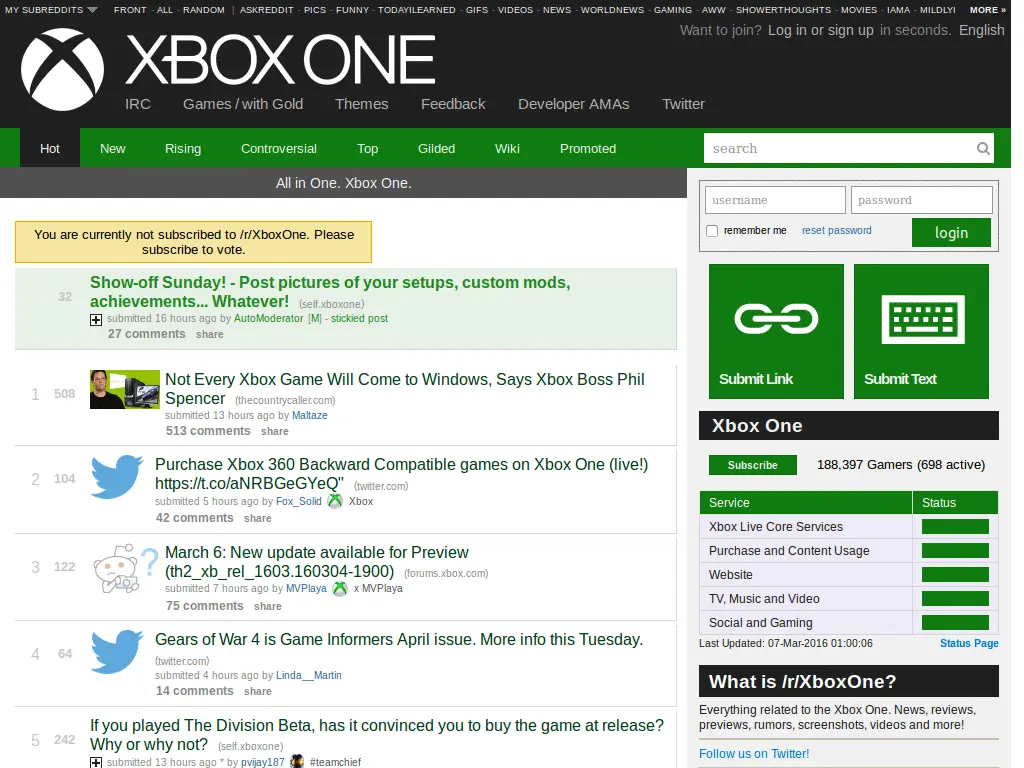 MY SUBREDDITS FRONT - ALL - RANDOM | ASKREDDIT - PICS - FUNNY - TODAYILEARNED - GIFS - VIDEOS - NEWS - WORLDNEWS - GAMING - AWW - SHOWERTHOUGHTS - MOVIES - IAMA - MILDLYI MORE »
Want to join? Log in or sign up in seconds. English
XBOX ONE
IRC Games / with Gold Themes Feedback Developer AMAs Twitter
Hot New Rising Controversial Top Gilded Wiki Promoted
search
All in One. Xbox One.
username password
remember me reset password login
You are currently not subscribed to /r/XboxOne. Please
subscribe to vote.
32 Show-off Sunday! - Post pictures of your setups, custom mods,
achievements... Whatever! (self.xboxone)
submitted 16 hours ago by AutoModerator [M] - stickied post
27 comments share
1 508 Not Every Xbox Game Will Come to Windows, Says Xbox Boss Phil
Spencer (thecountrycaller.com)
submitted 13 hours ago by Maltaze
513 comments share
2 104 Purchase Xbox 360 Backward Compatible games on Xbox One (live!)
https://t.co/aNRBGeGYeQ" (twitter.com)
submitted 5 hours ago by Fox_Solid Xbox
42 comments share
3 122 March 6: New update available for Preview
(th2_xb_rel_1603.160304-1900) (forums.xbox.com)
submitted 7 hours ago by MVPlaya x MVPlaya
75 comments share
4 64 Gears of War 4 is Game Informers April issue. More info this Tuesday.
(twitter.com)
submitted 4 hours ago by Linda__Martin
14 comments share
5 242 If you played The Division Beta, has it convinced you to buy the game at release?
Why or why not? (self.xboxone)
submitted 13 hours ago * by pvijay187 #teamchief
Submit Link Submit Text
Xbox One
Subscribe 188,397 Gamers (698 active)
Service Status
Xbox Live Core Services
Purchase and Content Usage
Website
TV, Music and Video
Social and Gaming
Last Updated: 07-Mar-2016 01:00:06 Status Page
What is /r/XboxOne?
Everything related to the Xbox One. News, reviews,
previews, rumors, screenshots, videos and more!
Follow us on Twitter!